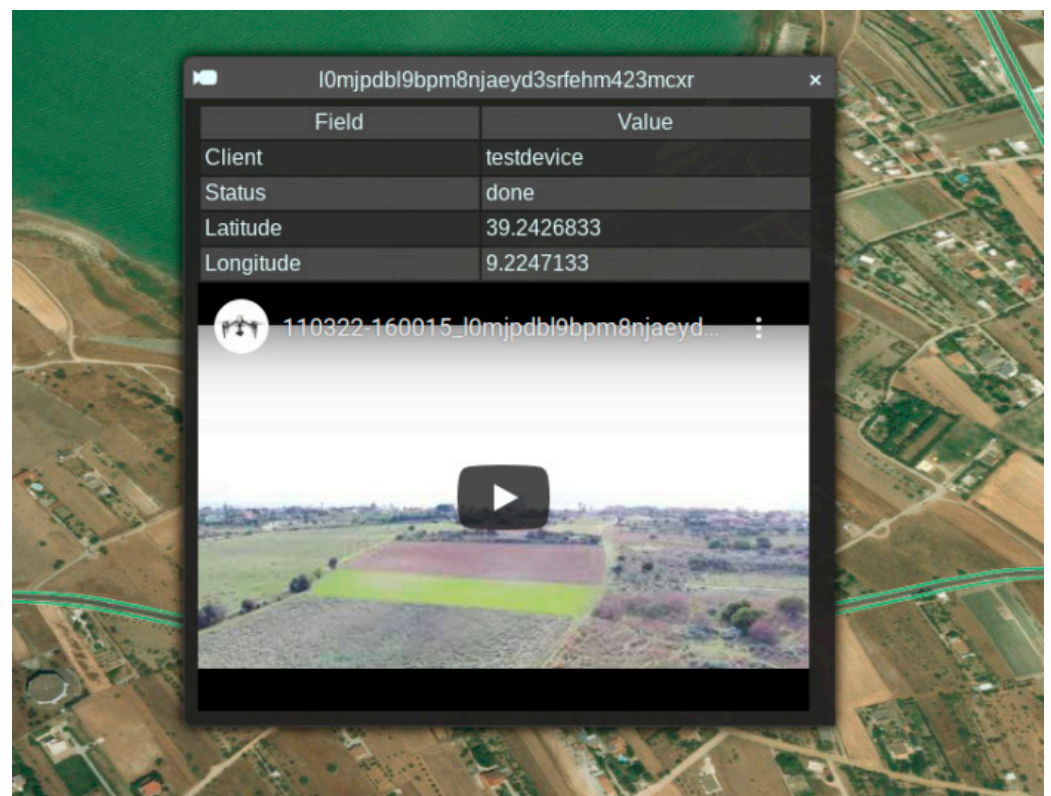 l0mjpdbl9bpm8njaeyd3srfehm423mcxr ×
Field Value
Client testdevice
Status done
Latitude 39.2426833
Longitude 9.2247133
110322-160015_l0mjpdbl9bpm8njaeyd...